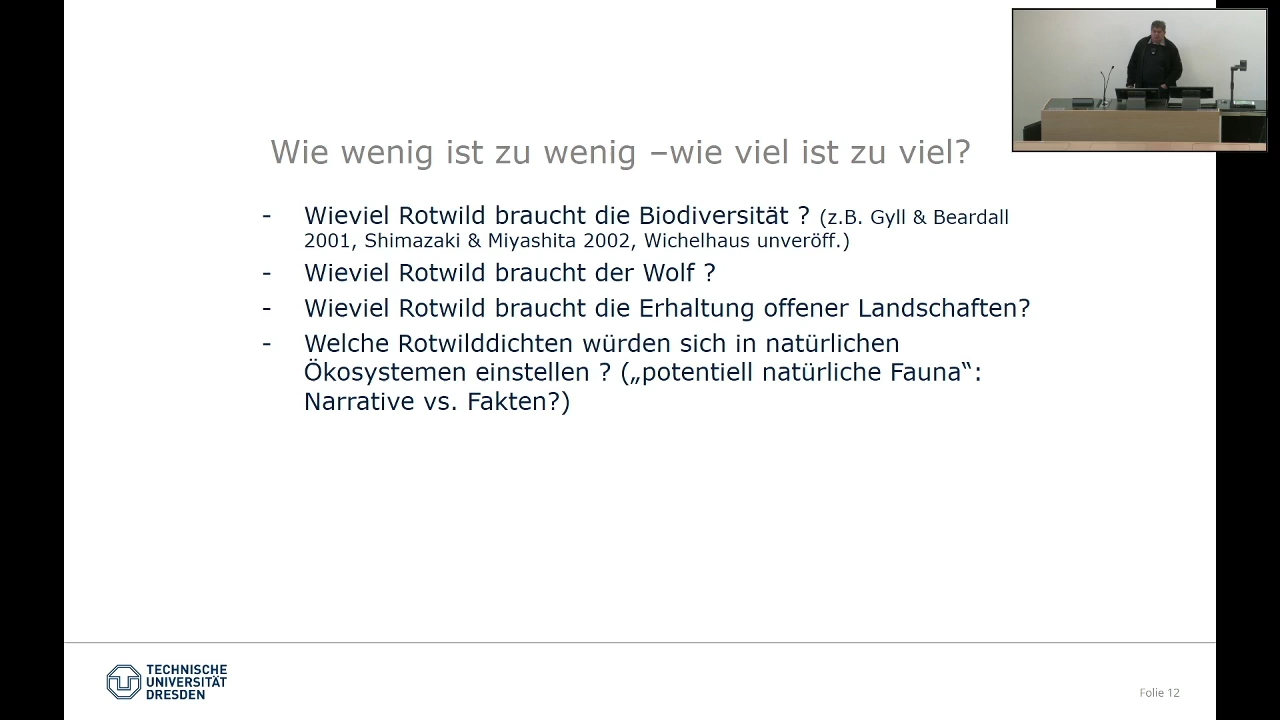 Wie wenig ist zu wenig –wie viel ist zu viel?
- Wieviel Rotwild braucht die Biodiversität ? (z.B. Gyll & Beardall
2001, Shimazaki & Miyashita 2002, Wichelhaus unveröff.)
- Wieviel Rotwild braucht der Wolf ?
- Wieviel Rotwild braucht die Erhaltung offener Landschaften?
- Welche Rotwilddichten würden sich in natürlichen
Ökosystemen einstellen ? („potentiell natürliche Fauna“:
Narrative vs. Fakten?)
TECHNISCHE
UNIVERSITÄT
DRESDEN
Folie 12